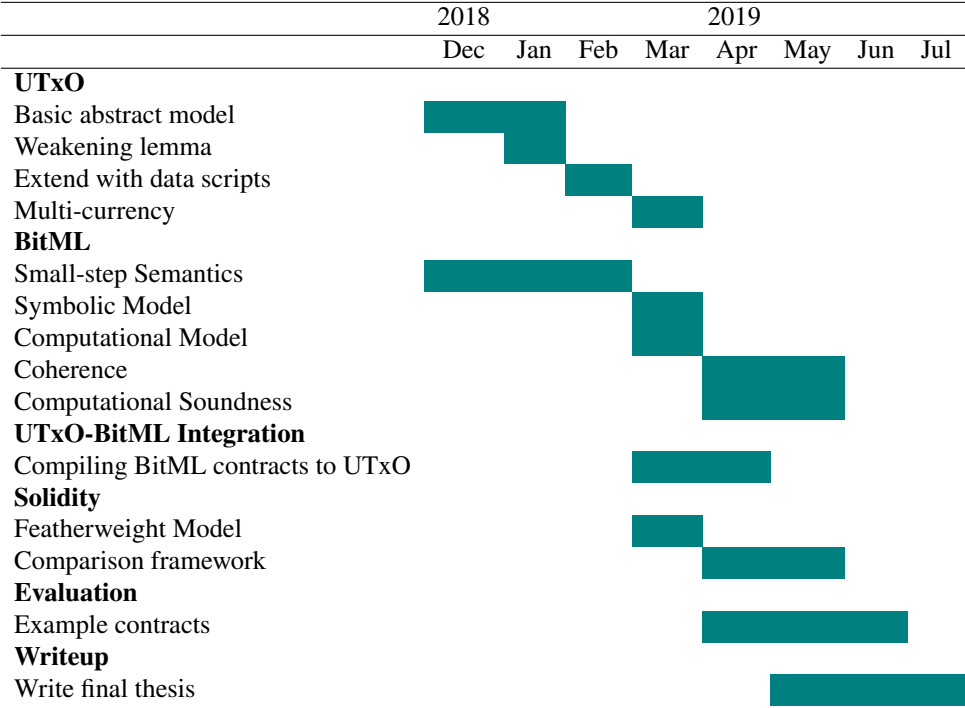 2018 2019
Dec Jan Feb Mar Apr May Jun Jul
UTxO
Basic abstract model
Weakening lemma
Extend with data scripts
Multi-currency
BitML
Small-step Semantics
Symbolic Model
Computational Model
Coherence
Computational Soundness
UTxO-BitML Integration
Compiling BitML contracts to UTxO
Solidity
Featherweight Model
Comparison framework
Evaluation
Example contracts
Writeup
Write final thesis